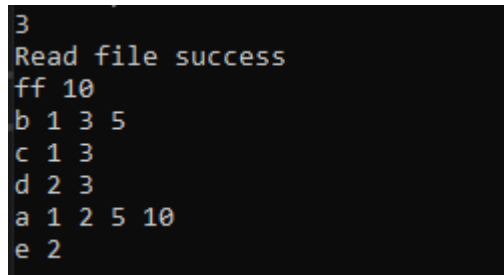 3
Read file success
ff 10
b 1 3 5
c 1 3
d 2 3
a 1 2 5 10
e 2